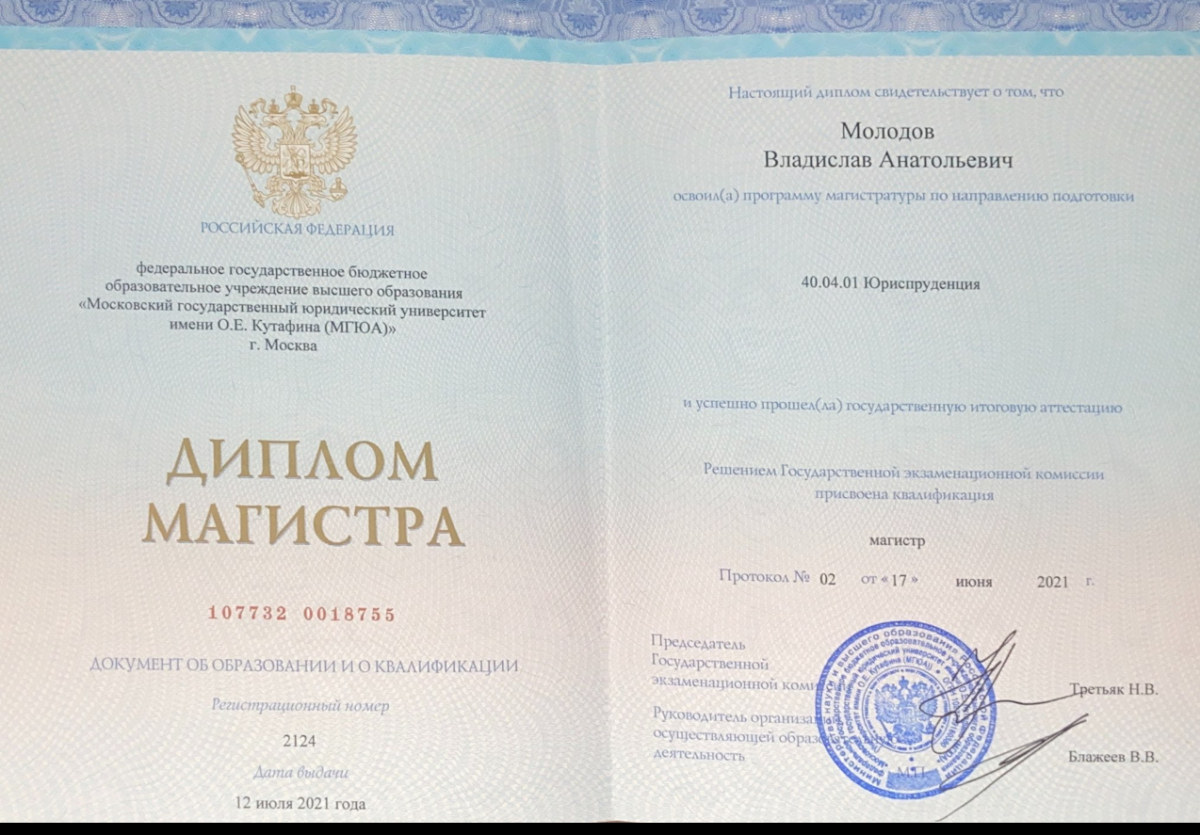 РОССИЙСКАЯ ФЕДЕРАЦИЯ
федеральное государственное бюджетное
образовательное учреждение высшего образования
«Московский государственный юридический университет
имени О.Е. Кутафина (МГЮА)»
г. Москва
ДИПЛОМ
МАГИСТРА
107732 0018755
ДОКУМЕНТ ОБ ОБРАЗОВАНИИ И О КВАЛИФИКАЦИИ
Регистрационный номер
2124
Дата выдачи
12 июля 2021 года
Настоящий диплом свидетельствует о том, что
Молодов
Владислав Анатольевич
освоил(а) программу магистратуры по направлению подготовки
40.04.01 Юриспруденция
и успешно прошел(ла) государственную итоговую аттестацию
Решением Государственной экзаменационной комиссии
присвоена квалификация
магистр
Протокол № 02 от «17» июня 2021 г.
Председатель
Государственной
экзаменационной
Третьяк Н.В.
Руководитель
осуществляющей
деятельность
Блажеев В.В.
М.П.